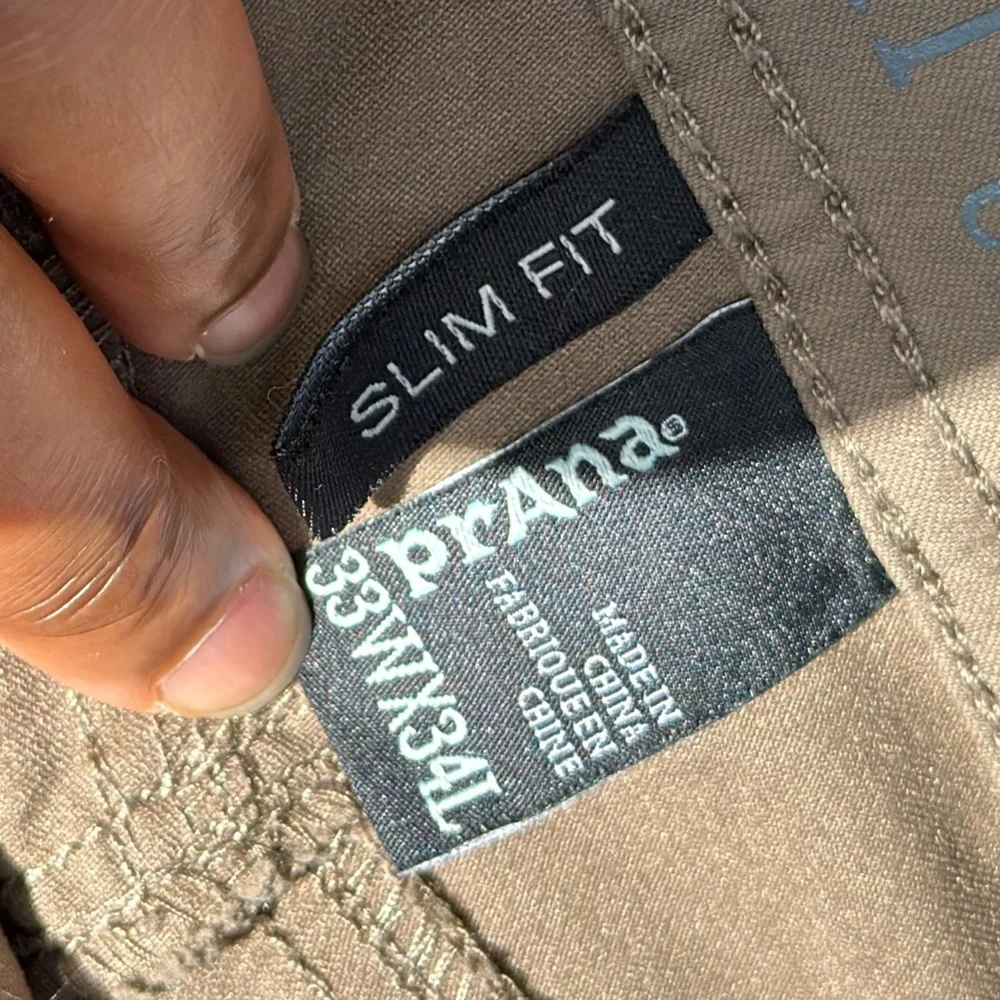 SLIM FIT
prAna®
33WX34L
MADE IN
CHINA
FABRIQUE EN
CHINE